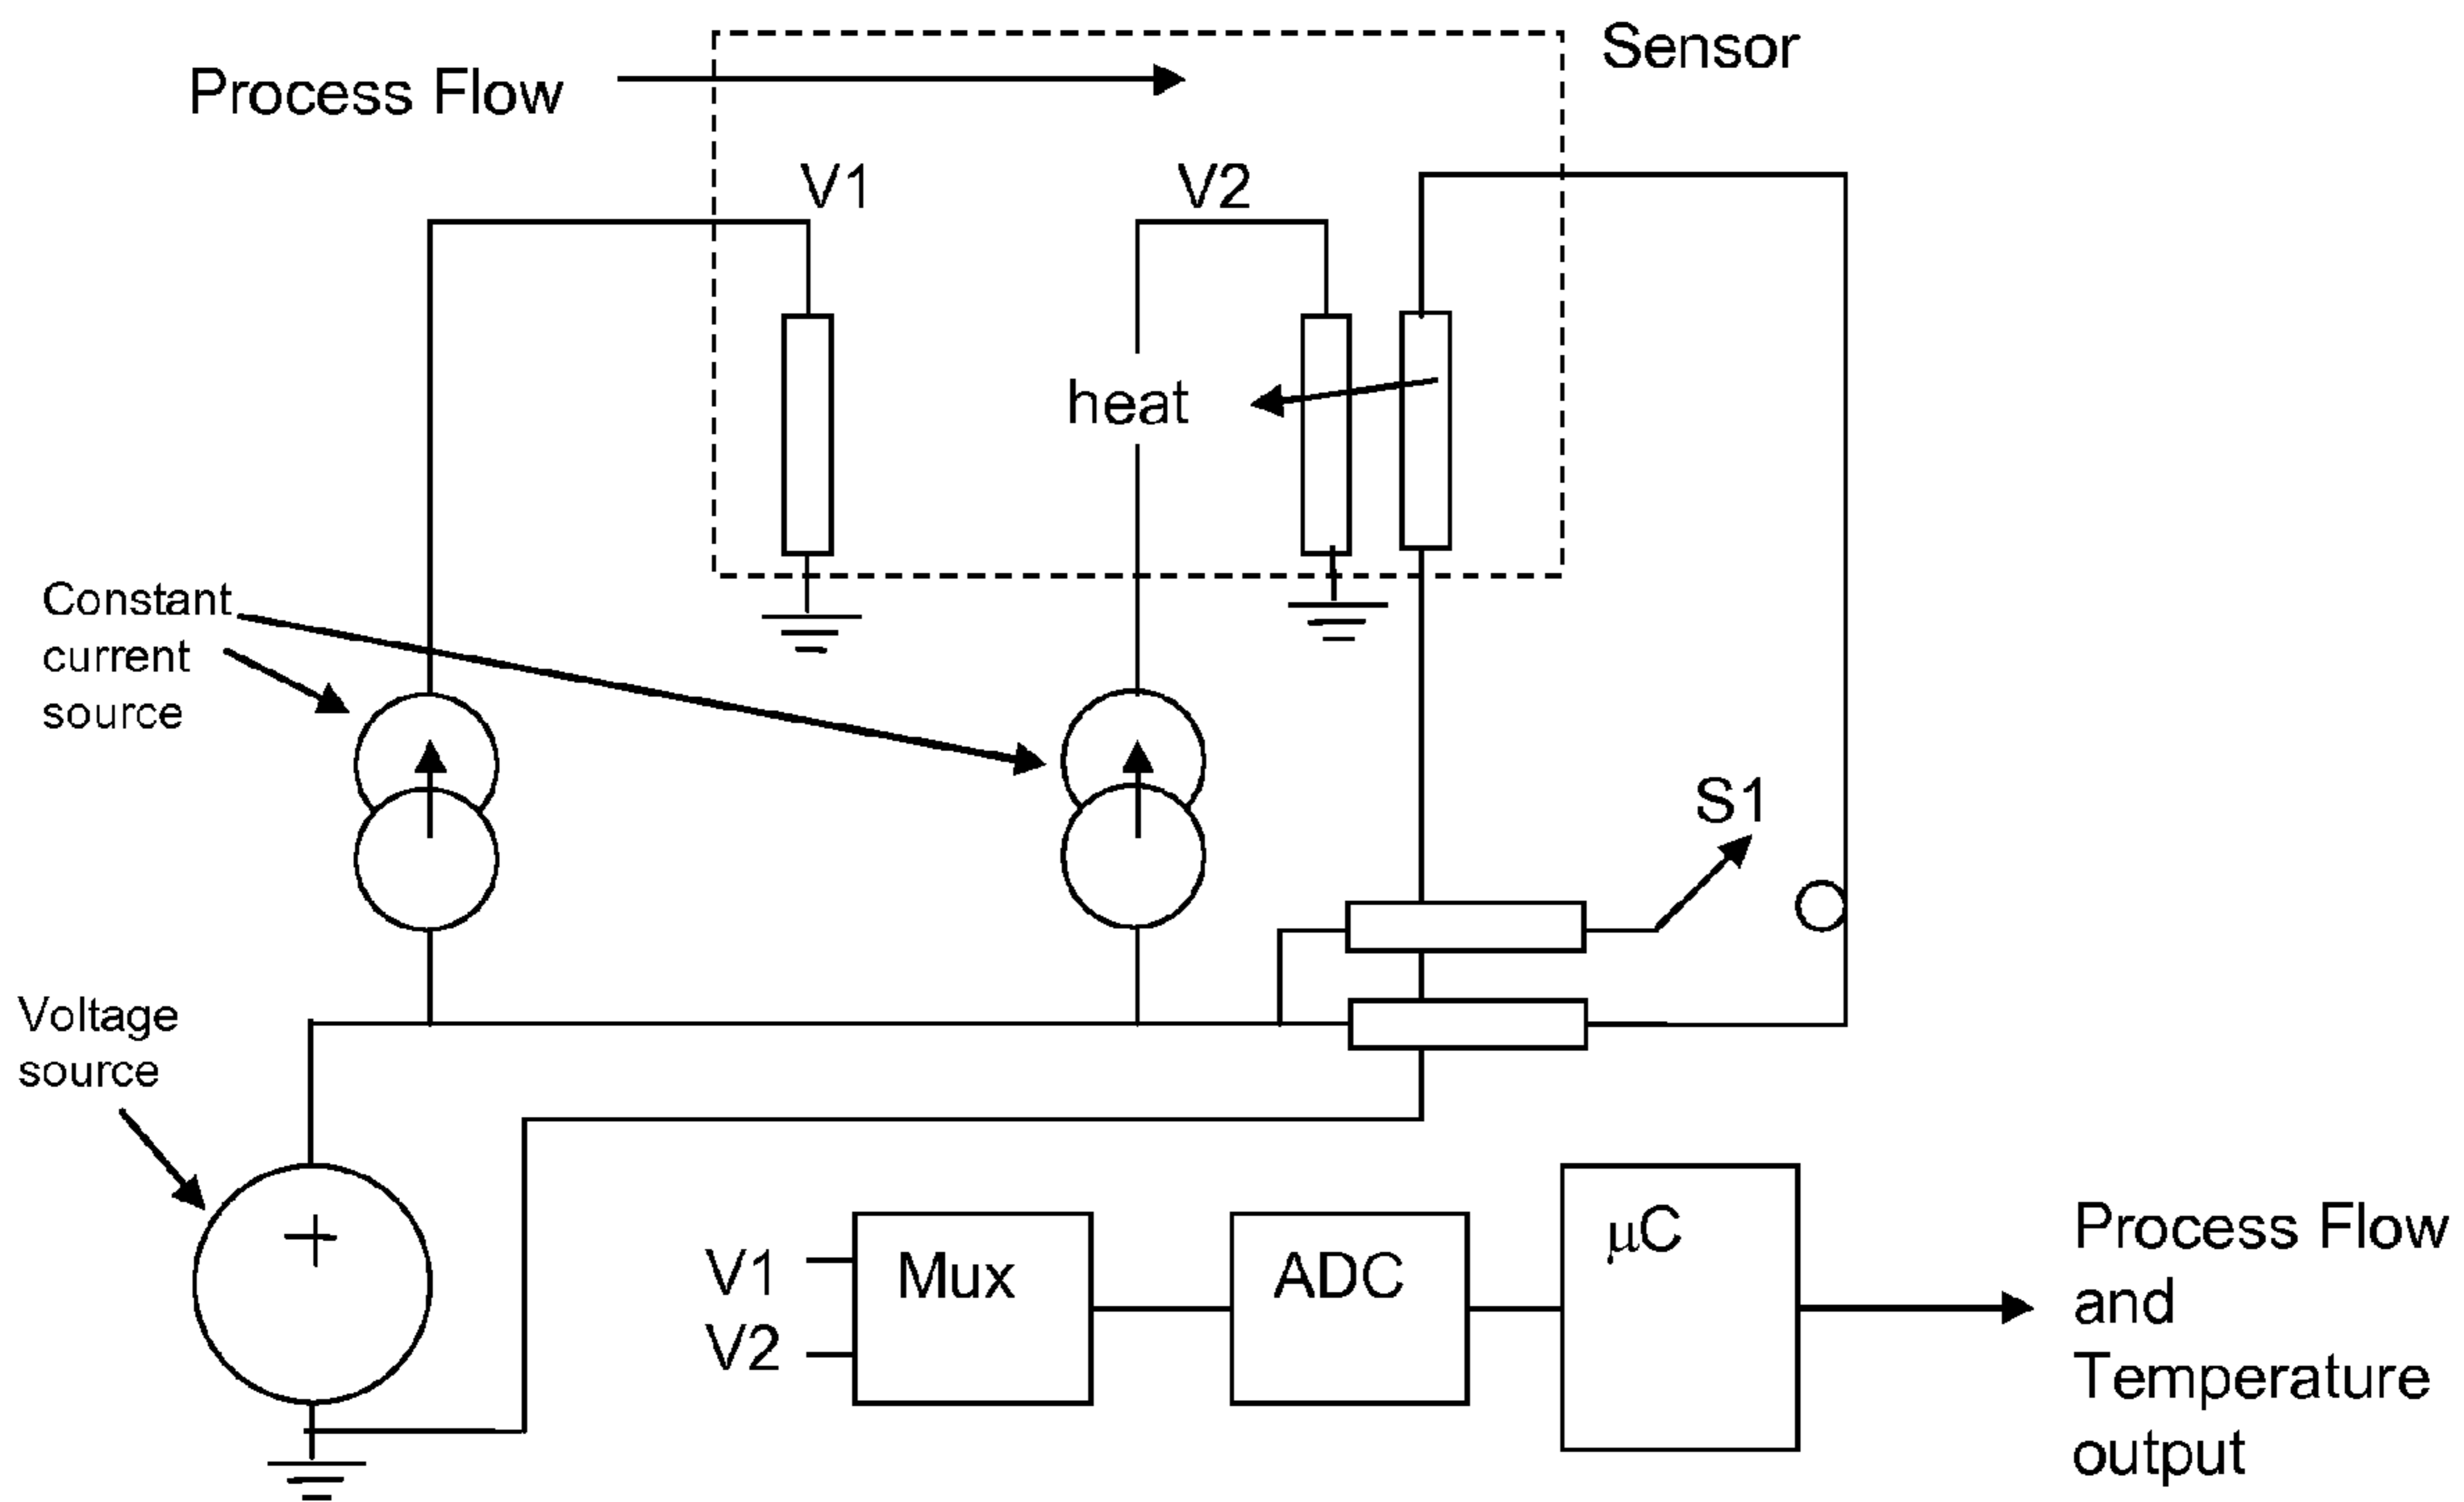 Sensor
Process Flow
V1
V2
heat
Constant
current
source
S1
Voltage
source
+
V1
V2
Mux
ADC
µC
Process Flow
and
Temperature
output